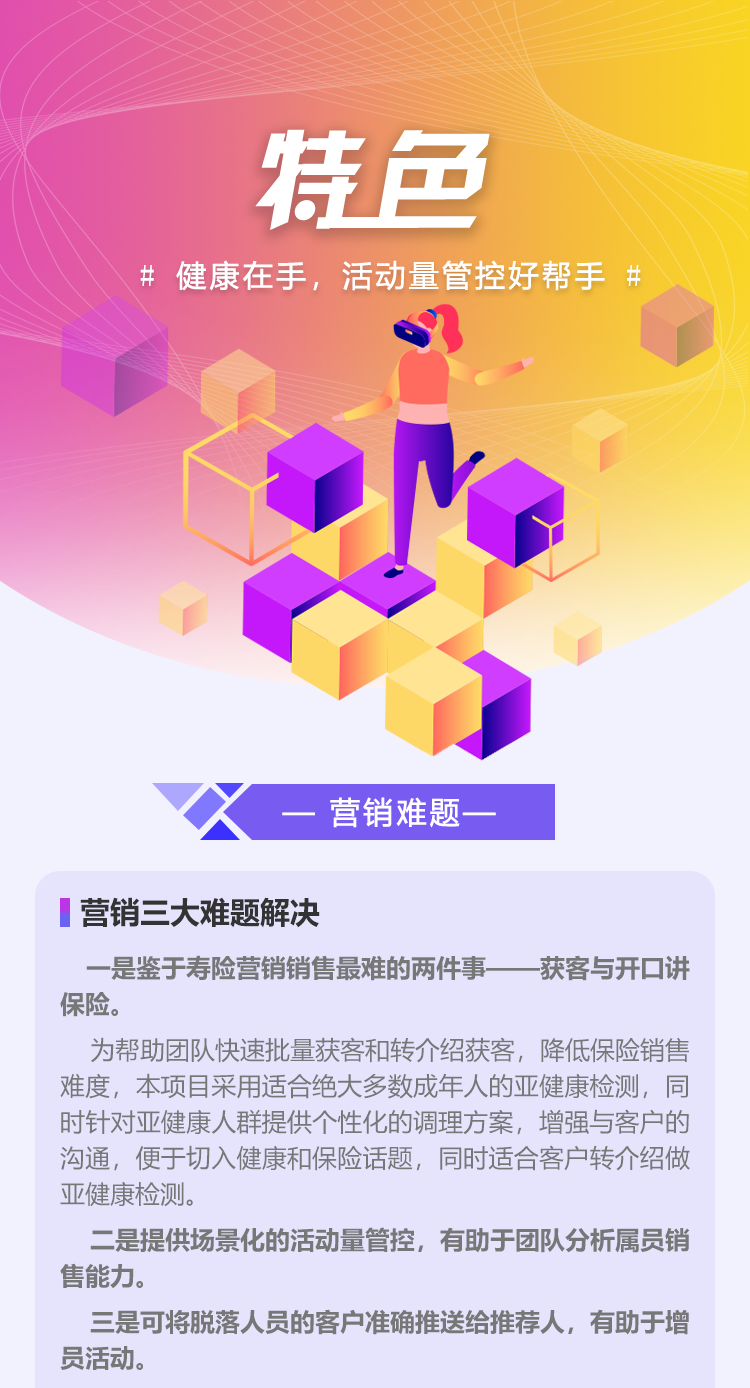 特色
# 健康在手，活动量管控好帮手 #
— 营销难题—
营销三大难题解决
一是鉴于寿险营销销售最难的两件事——获客与开口讲
保险。
为帮助团队快速批量获客和转介绍获客，降低保险销售
难度，本项目采用适合绝大多数成年人的亚健康检测，同
时针对亚健康人群提供个性化的调理方案，增强与客户的
沟通，便于切入健康和保险话题，同时适合客户转介绍做
亚健康检测。
二是提供场景化的活动量管控，有助于团队分析属员销
售能力。
三是可将脱落人员的客户准确推送给推荐人，有助于增
员活动。